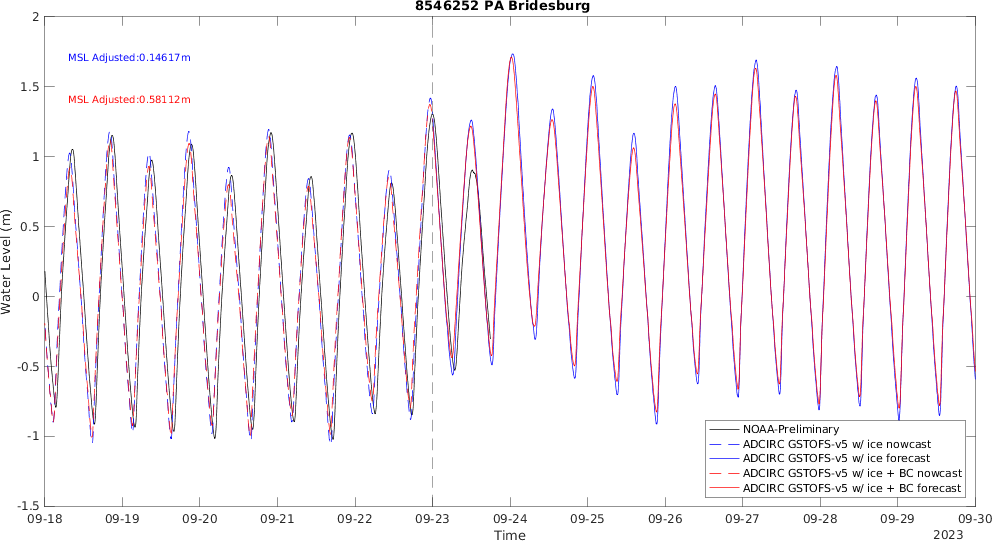 8546252 PA Bridesburg
2
1.5
1
0.5
0
-0.5
-1
-1.5
Water Level (m)
MSL Adjusted:0.14617m
MSL Adjusted:0.58112m
NOAA-Preliminary
ADCIRC GSTOFS-v5 w/ ice nowcast
ADCIRC GSTOFS-v5 w/ ice forecast
ADCIRC GSTOFS-v5 w/ ice + BC nowcast
ADCIRC GSTOFS-v5 w/ ice + BC forecast
09-18 09-19 09-20 09-21 09-22 09-23 09-24 09-25 09-26 09-27 09-28 09-29 09-30
Time
2023